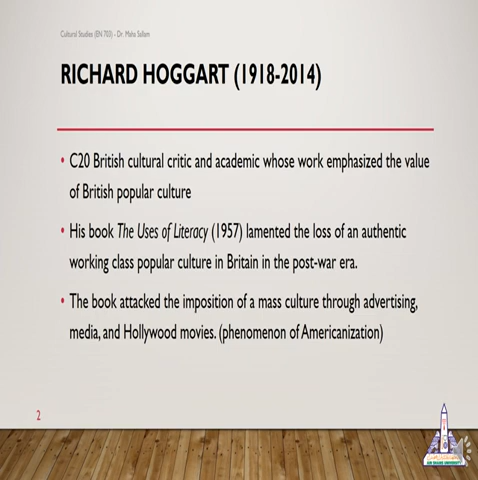 Cultural Studies (EN 703) - Dr. Maha Sallam
RICHARD HOGGART (1918-2014)
• C20 British cultural critic and academic whose work emphasized the value
of British popular culture
• His book The Uses of Literacy (1957) lamented the loss of an authentic
working class popular culture in Britain in the post-war era.
• The book attacked the imposition of a mass culture through advertising,
media, and Hollywood movies. (phenomenon of Americanization)
2
AIN SHAMS UNIVERSITY